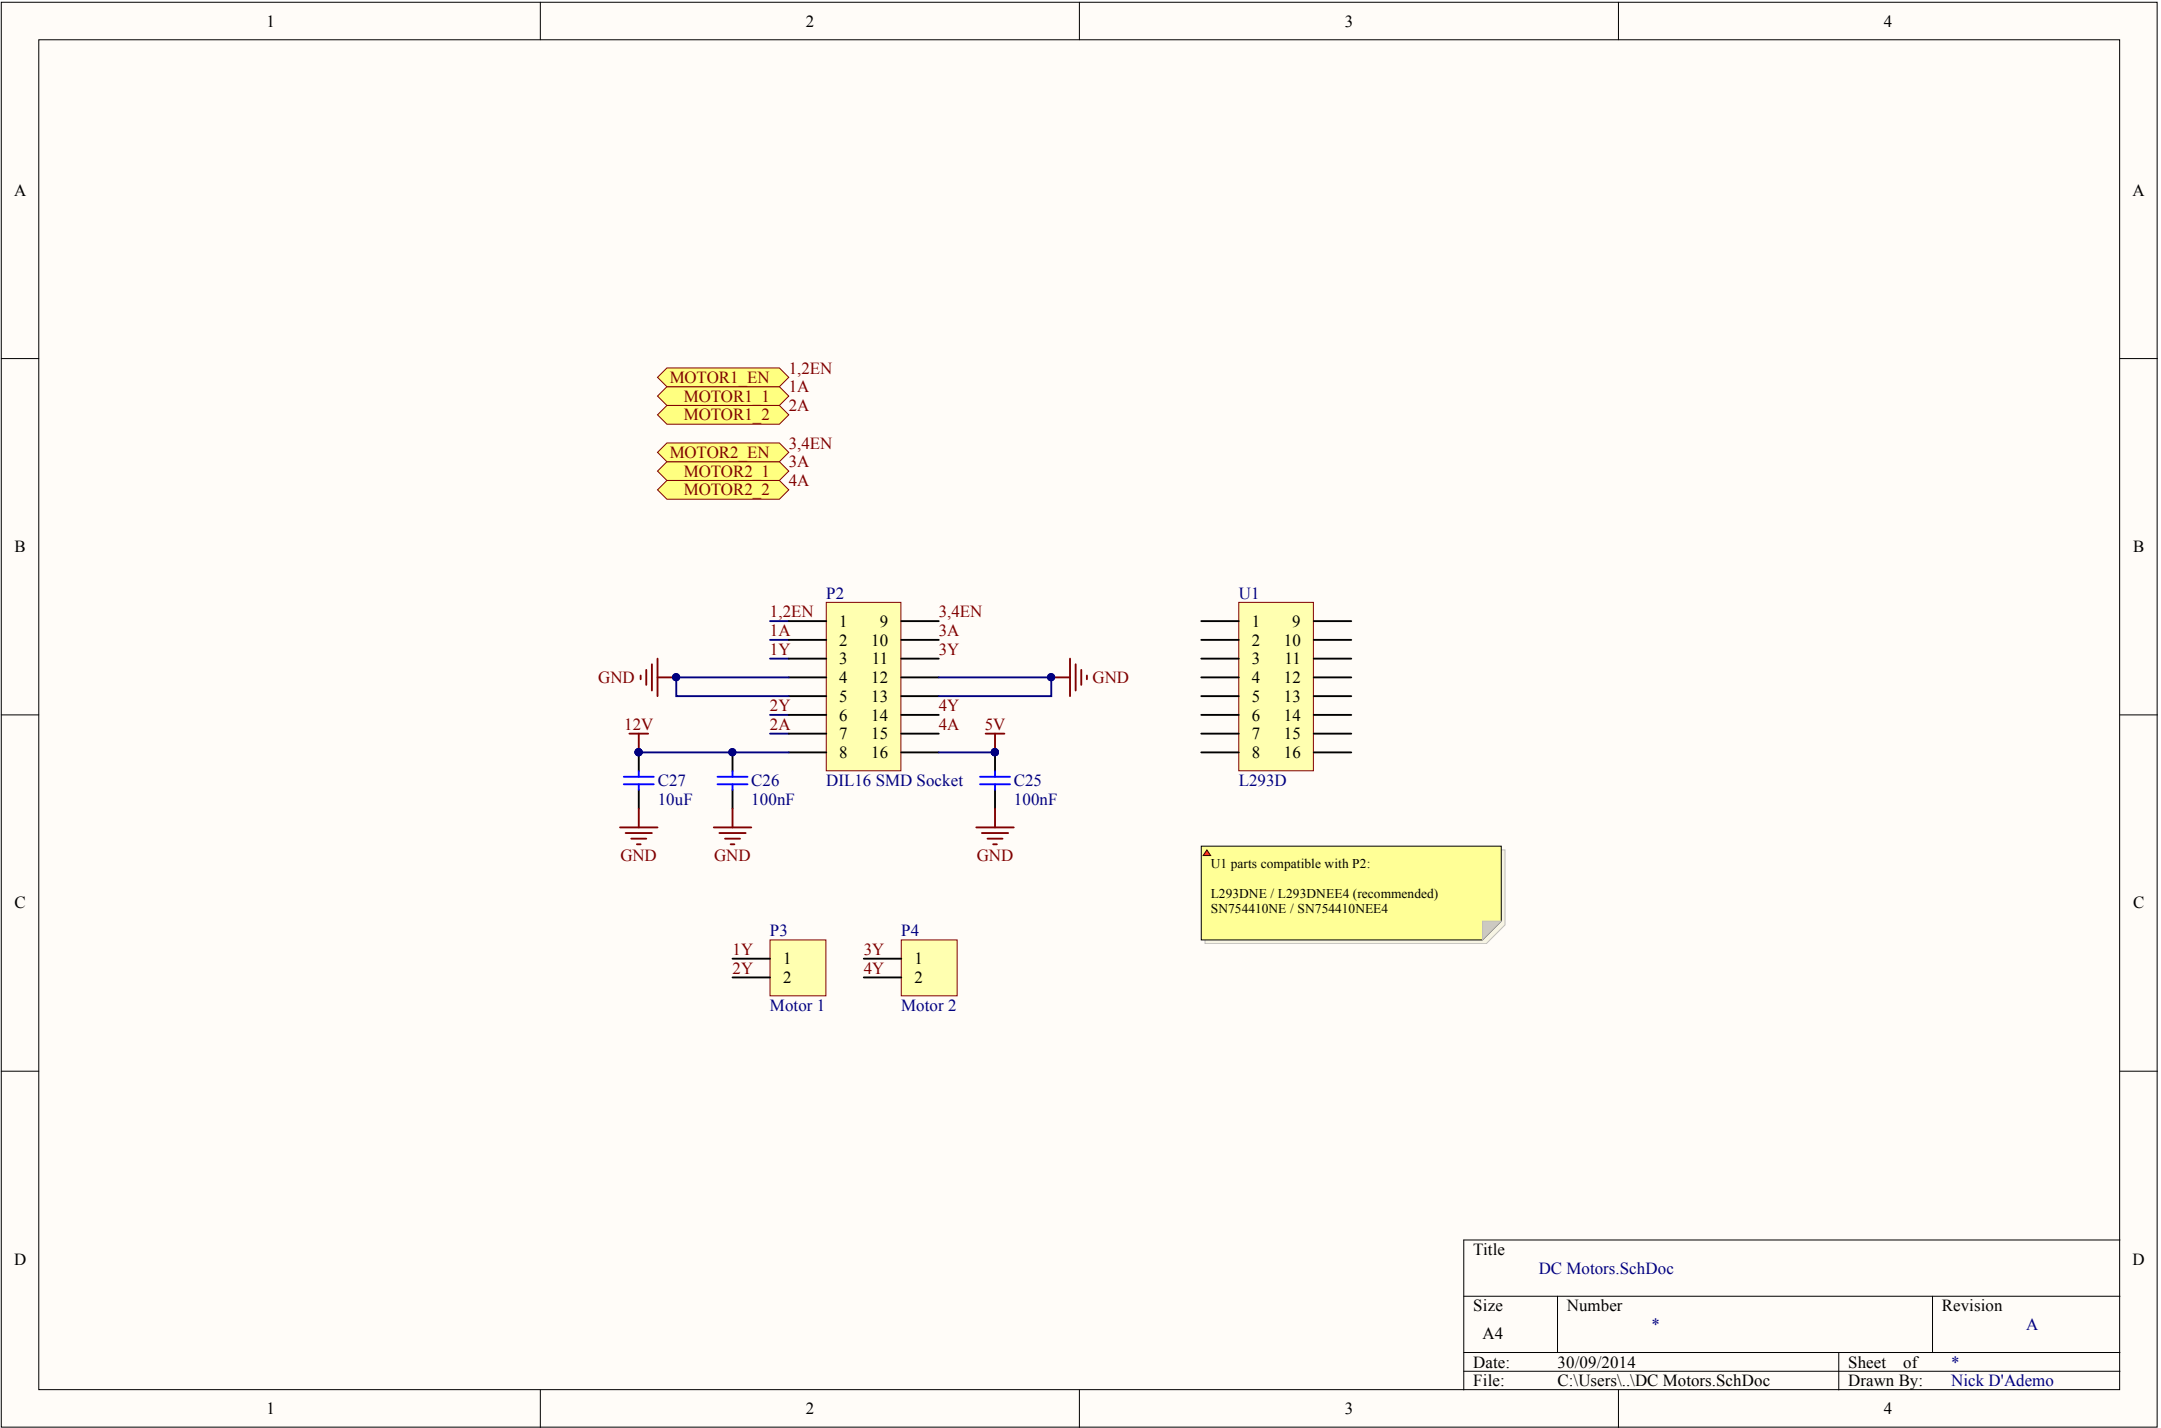 1 2 3 4
A A
MOTOR1_EN 1,2EN
MOTOR1_1 1A
MOTOR1_2 2A
MOTOR2_EN 3,4EN
MOTOR2_1 3A
MOTOR2_2 4A
B B
P2 U1
1,2EN 1 9 3,4EN 1 9
1A 2 10 3A 2 10
1Y 3 11 3Y 3 11
GND 4 12 GND 4 12
5 13 5 13
2Y 6 14 4Y 6 14
12V 2A 7 15 4A 5V 7 15
8 16 8 16
C27 C26 DIL16 SMD Socket C25 L293D
10uF 100nF 100nF
GND GND GND
U1 parts compatible with P2:
L293DNE / L293DNEE4 (recommended)
SN754410NE / SN754410NEE4
C C
P3 P4
1Y 1 3Y 1
2Y 2 4Y 2
Motor 1 Motor 2
D D
Title
DC Motors.SchDoc
Size Number Revision
A4 * A
Date: 30/09/2014 Sheet of *
File: C:\Users\..\DC Motors.SchDoc Drawn By: Nick D'Ademo
1 2 3 4